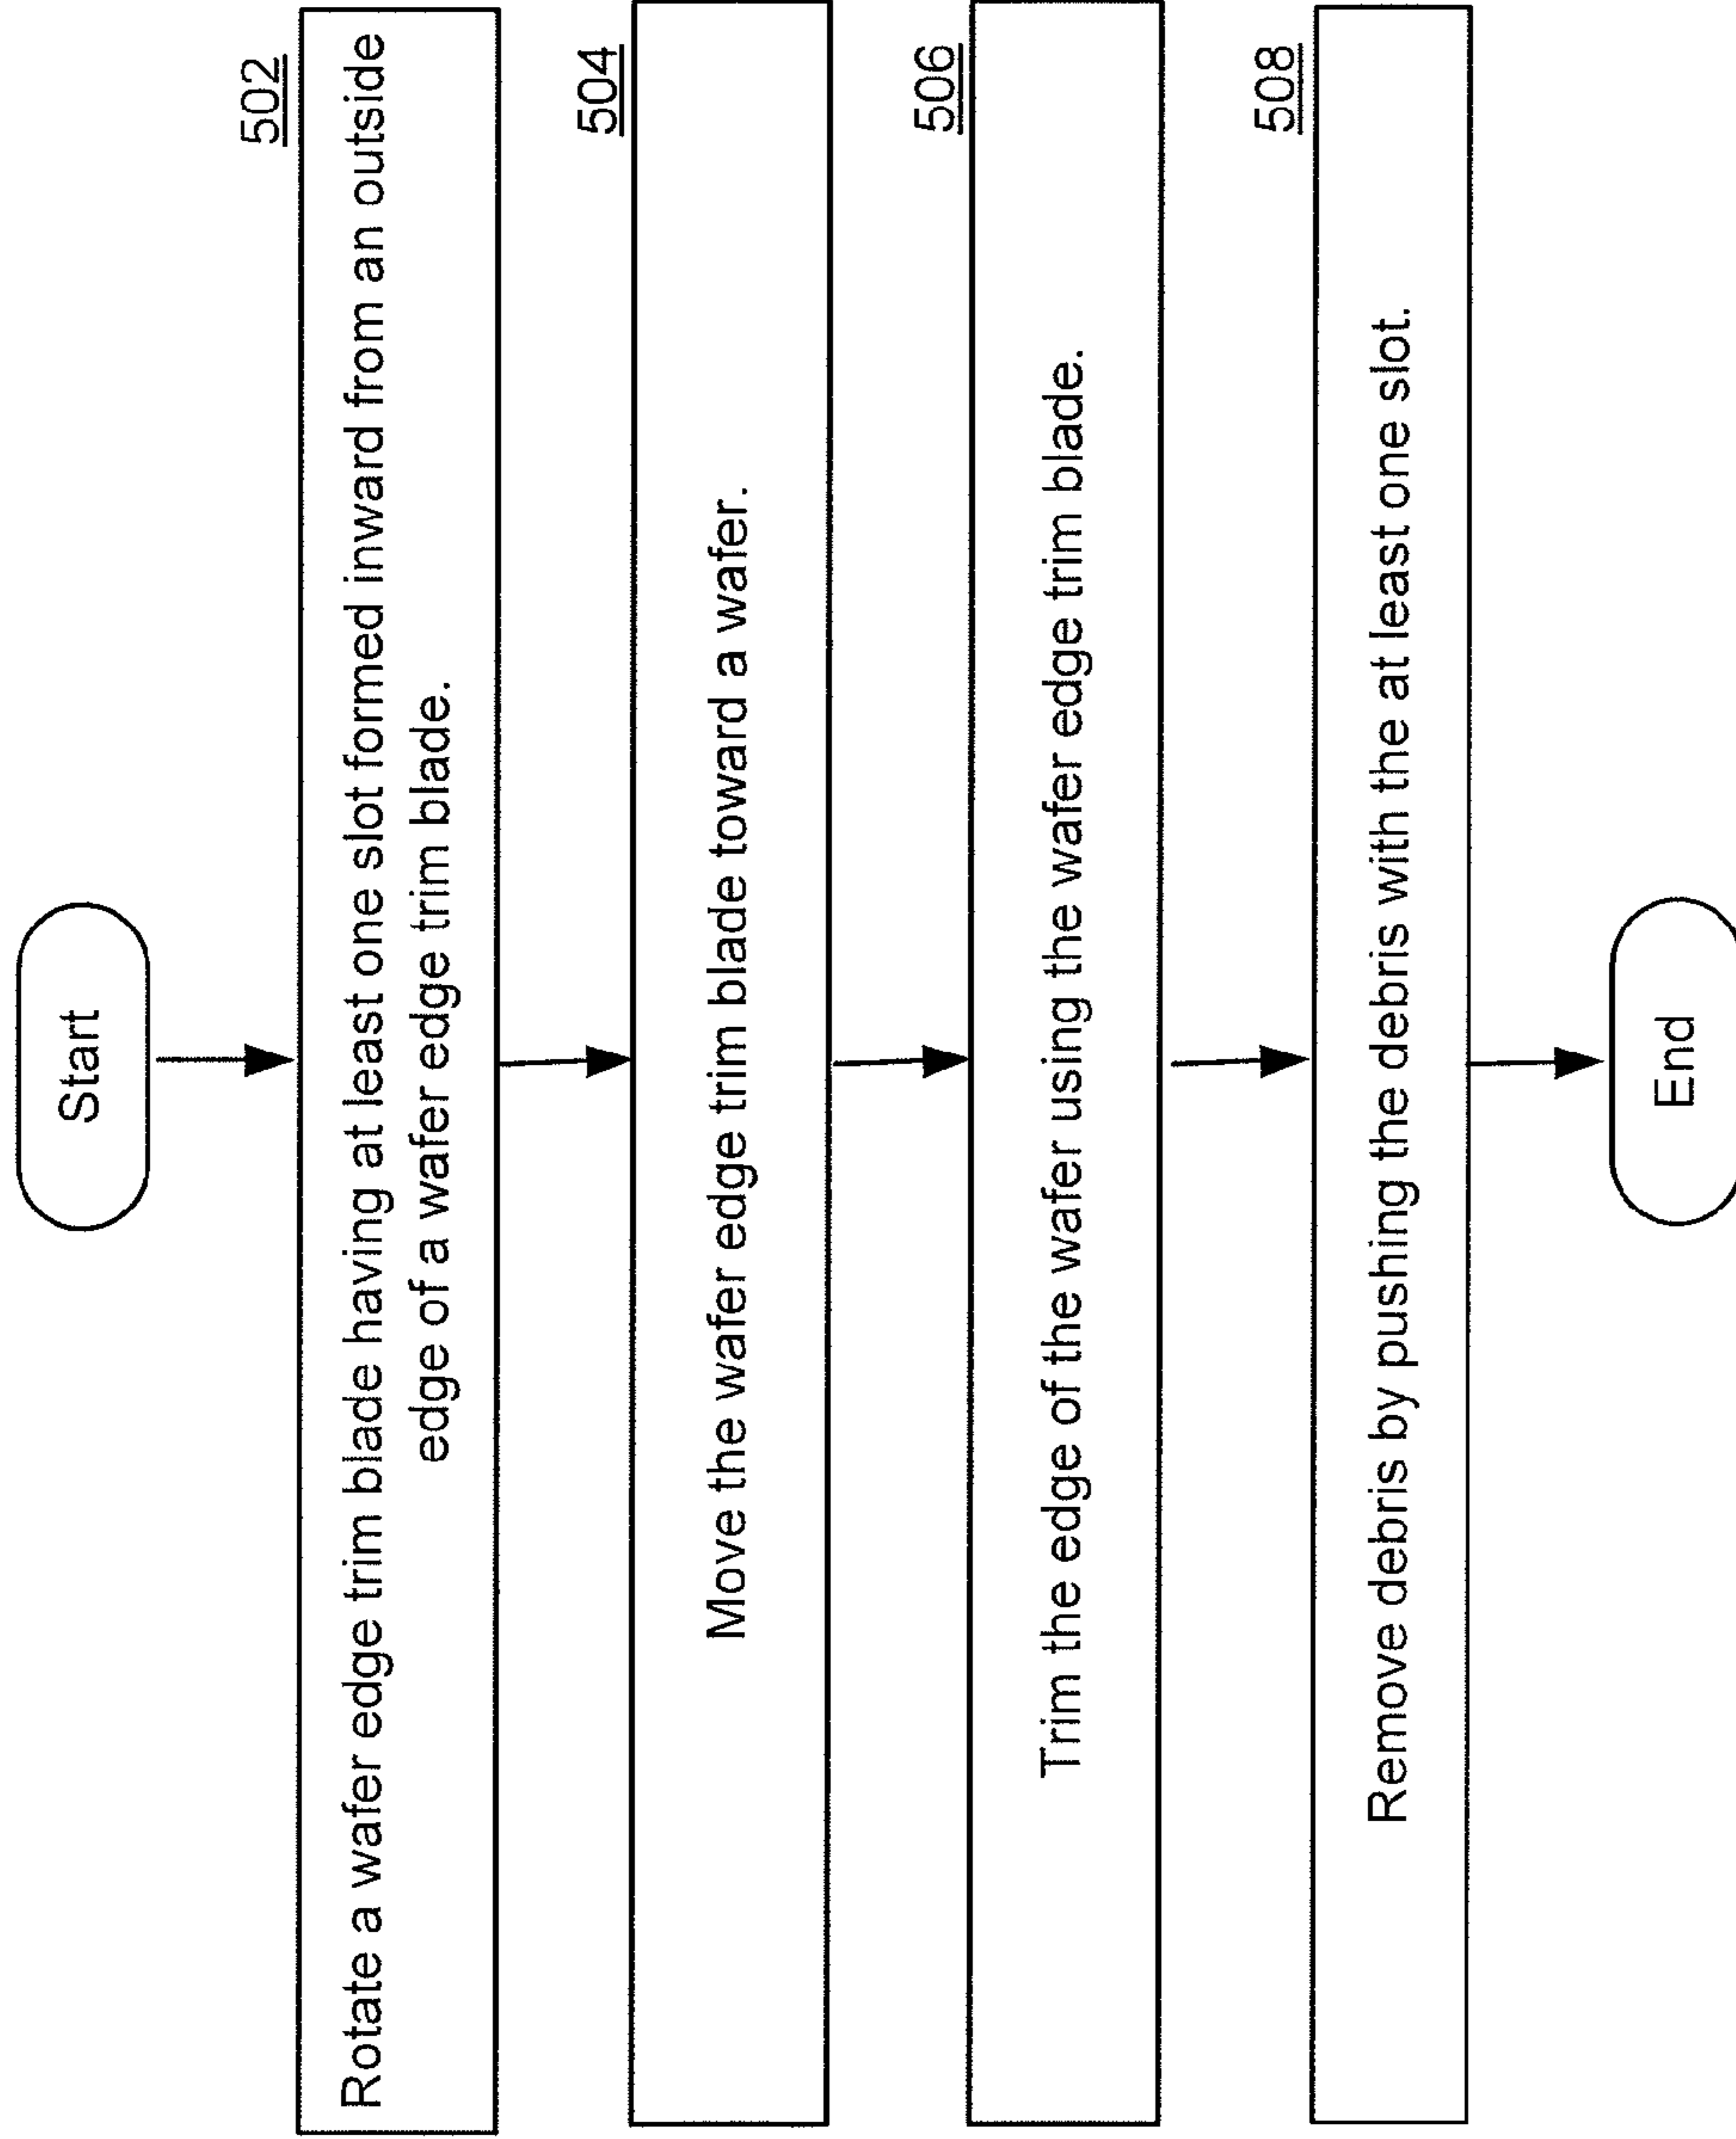 Start
502
Rotate a wafer edge trim blade having at least one slot formed inward from an outside
edge of a wafer edge trim blade.
504
Move the wafer edge trim blade toward a wafer.
506
Trim the edge of the wafer using the wafer edge trim blade.
508
Remove debris by pushing the debris with the at least one slot.
End